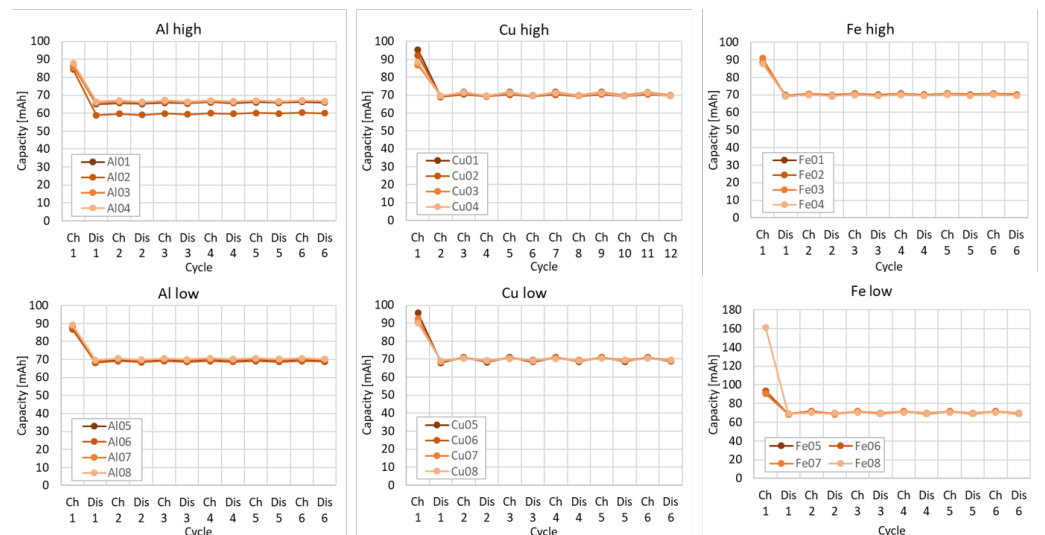 Al high
100
90
80
70
60
50
40
30
20
10
0
Capacity [mAh]
Al01
Al02
Al03
Al04
Ch Dis Ch Dis Ch Dis Ch Dis Ch Dis Ch Dis
1 1 2 2 3 3 4 4 5 5 6 6
Cycle
Cu high
100
90
80
70
60
50
40
30
20
10
0
Capacity [mAh]
Cu01
Cu02
Cu03
Cu04
Ch Ch Ch Ch Ch Ch Ch Ch Ch Ch Ch Ch
1 2 3 4 5 6 7 8 9 10 11 12
Cycle
Fe high
100
90
80
70
60
50
40
30
20
10
0
Capacity [mAh]
Fe01
Fe02
Fe03
Fe04
Ch Dis Ch Dis Ch Dis Ch Dis Ch Dis Ch Dis
1 1 2 2 3 3 4 4 5 5 6 6
Cycle
Al low
100
90
80
70
60
50
40
30
20
10
0
Capacity [mAh]
Al05
Al06
Al07
Al08
Ch Dis Ch Dis Ch Dis Ch Dis Ch Dis Ch Dis
1 1 2 2 3 3 4 4 5 5 6 6
Cycle
Cu low
100
90
80
70
60
50
40
30
20
10
0
Capacity [mAh]
Cu05
Cu06
Cu07
Cu08
Ch Dis Ch Dis Ch Dis Ch Dis Ch Dis Ch Dis
1 1 2 2 3 3 4 4 5 5 6 6
Cycle
Fe low
180
160
140
120
100
80
60
40
20
0
Capacity [mAh]
Fe05 Fe06
Fe07 Fe08
Ch Dis Ch Dis Ch Dis Ch Dis Ch Dis Ch Dis
1 1 2 2 3 3 4 4 5 5 6 6
Cycle